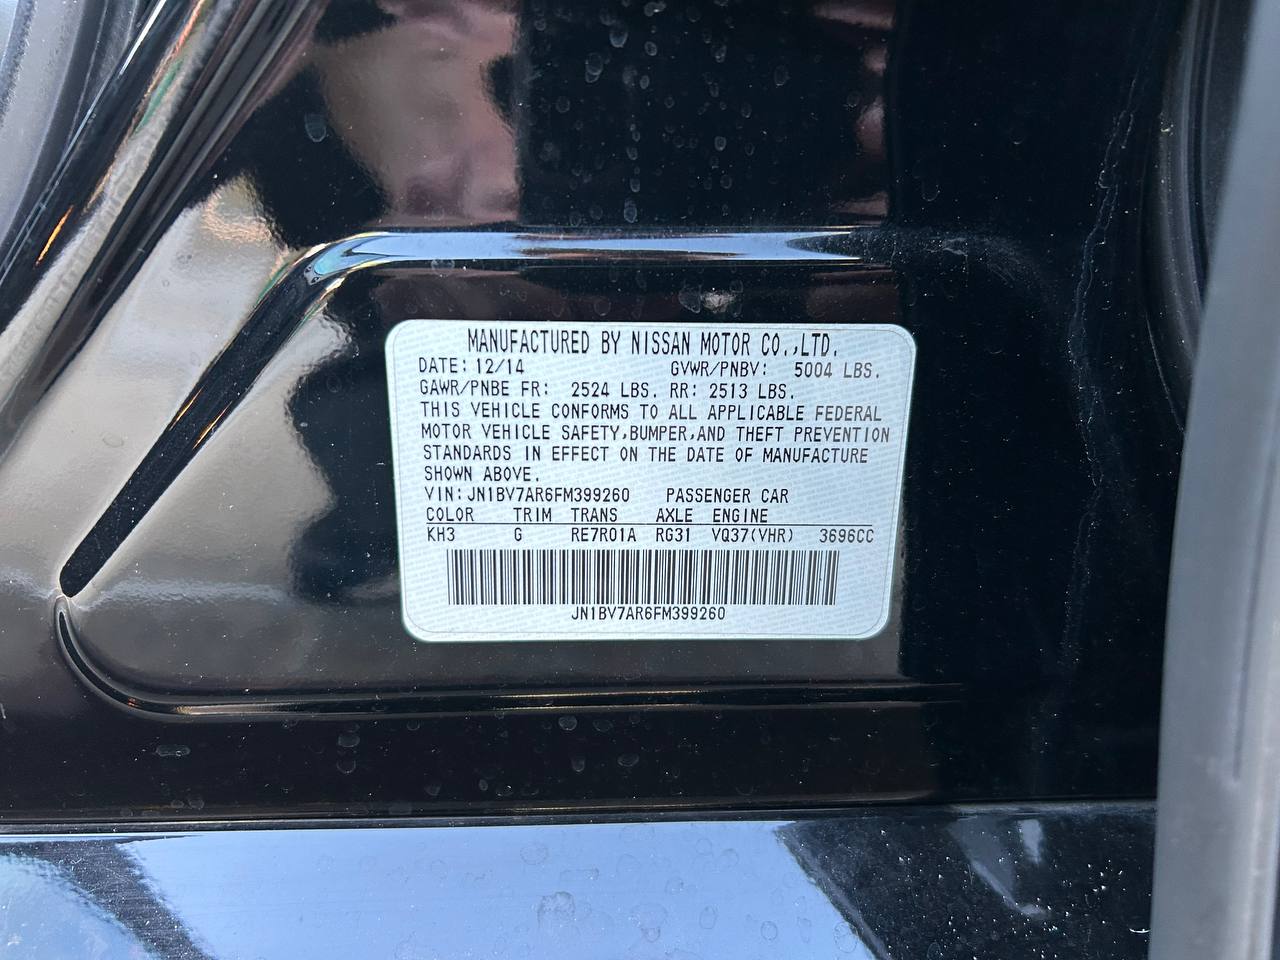 MANUFACTURED BY NISSAN MOTOR CO.,LTD.
DATE: 12/14 GVWR/PNBV: 5004 LBS.
GAWR/PNBE FR: 2524 LBS. RR: 2513 LBS.
THIS VEHICLE CONFORMS TO ALL APPLICABLE FEDERAL
MOTOR VEHICLE SAFETY,BUMPER,AND THEFT PREVENTION
STANDARDS IN EFFECT ON THE DATE OF MANUFACTURE
SHOWN ABOVE.
VIN: JN1BV7AR6FM399260 PASSENGER CAR
COLOR TRIM TRANS AXLE ENGINE
KH3 G RE7R01A RG31 VQ37(VHR) 3696CC
JN1BV7AR6FM399260